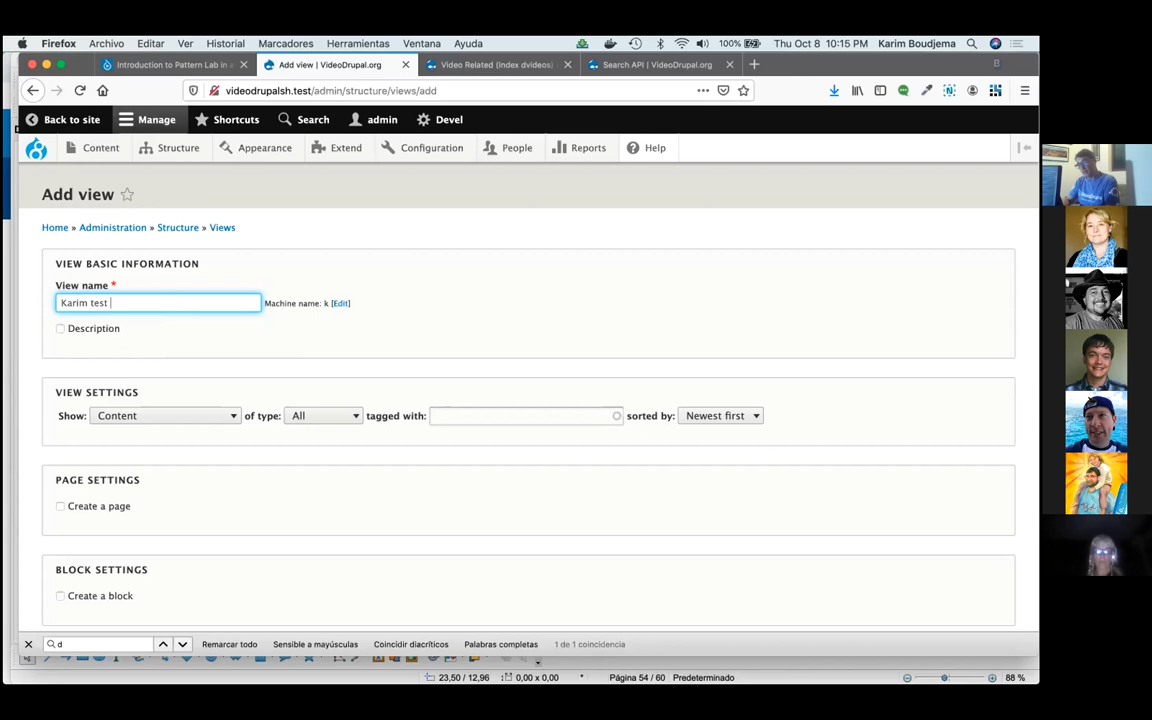 Firefox Archivo Editar Ver Historial Marcadores Herramientas Ventana Ayuda 100% Thu Oct 8 10:15 PM Karim Boudjema
Introduction to Pattern Lab in a Add view | VideoDrupal.org Video Related (Index dvideos) Search API | VideoDrupal.org
videodrupalsh.test/admin/structure/views/add
Back to site Manage Shortcuts Search admin Devel
Content Structure Appearance Extend Configuration People Reports Help
Add view
Home » Administration » Structure » Views
VIEW BASIC INFORMATION
View name *
Karim test Machine name: k [Edit]
Description
VIEW SETTINGS
Show: Content of type: All tagged with: sorted by: Newest first
PAGE SETTINGS
Create a page
BLOCK SETTINGS
Create a block
d Remarcar todo Sensible a mayúsculas Coincidir diacríticos Palabras completas 1 de 1 coincidencia
23,50 / 12,96 0,00 x 0,00 * Página 54 / 60 Predeterminado 88 %